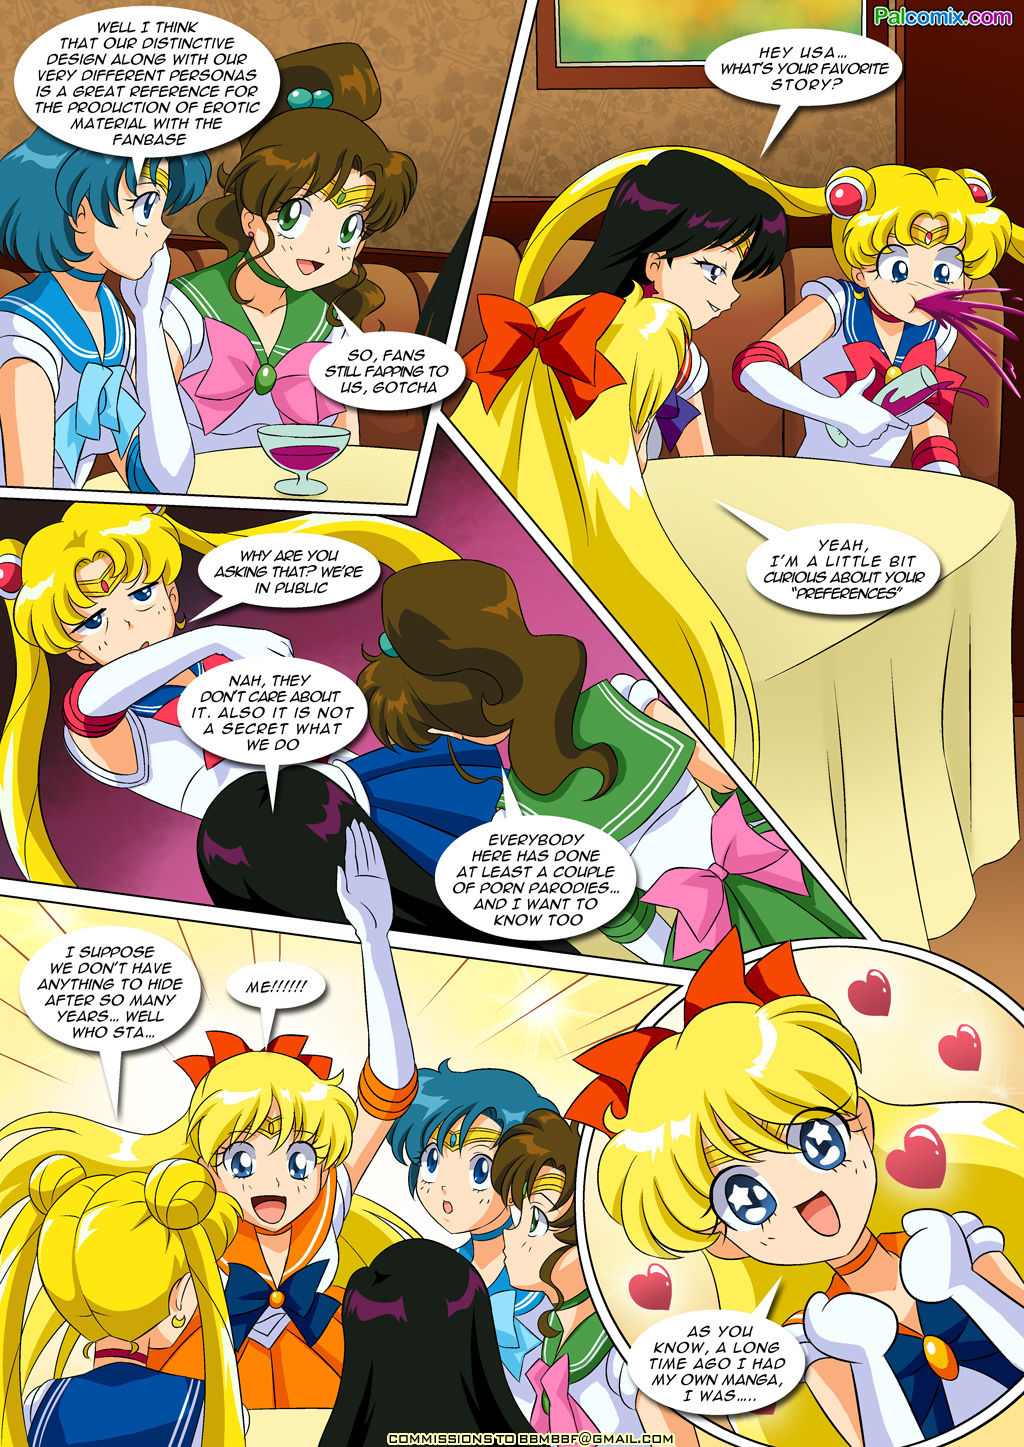 Palcomix.com
WELL I THINK
THAT OUR DISTINCTIVE
DESIGN ALONG WITH OUR
VERY DIFFERENT PERSONAS
IS A GREAT REFERENCE FOR
THE PRODUCTION OF EROTIC
MATERIAL WITH THE
FANBASE
SO, FANS
STILL FAPPING TO
US, GOTCHA
HEY USA...
WHAT'S YOUR FAVORITE
STORY?
YEAH,
I'M A LITTLE BIT
CURIOUS ABOUT YOUR
"PREFERENCES"
WHY ARE YOU
ASKING THAT? WE'RE
IN PUBLIC
NAH, THEY
DON'T CARE ABOUT
IT. ALSO IT IS NOT
A SECRET WHAT
WE DO
EVERYBODY
HERE HAS DONE
AT LEAST A COUPLE
OF PORN PARODIES...
AND I WANT TO
KNOW TOO
I SUPPOSE
WE DON'T HAVE
ANYTHING TO HIDE
AFTER SO MANY
YEARS... WELL
WHO STA...
ME!!!!!!
AS YOU
KNOW, A LONG
TIME AGO I HAD
MY OWN MANGA,
I WAS.....
COMMISSIONS TO BBMBBF@GMAIL.COM